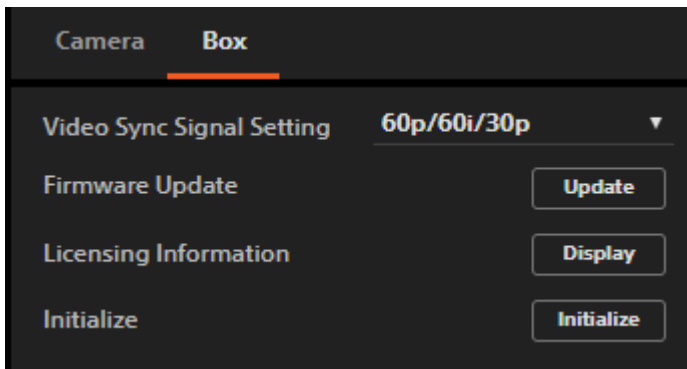 Camera Box
Video Sync Signal Setting 60p/60i/30p
Firmware Update Update
Licensing Information Display
Initialize Initialize